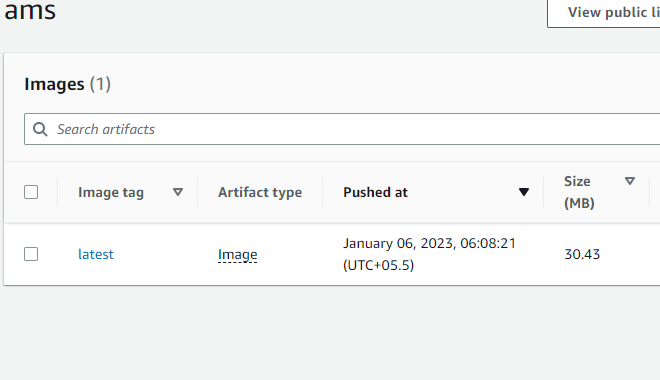 ams
View public li
Images (1)
Search artifacts
Image tag
Artifact type
Pushed at
Size
(MB)
latest
Image
January 06, 2023, 06:08:21
(UTC+05.5)
30.43